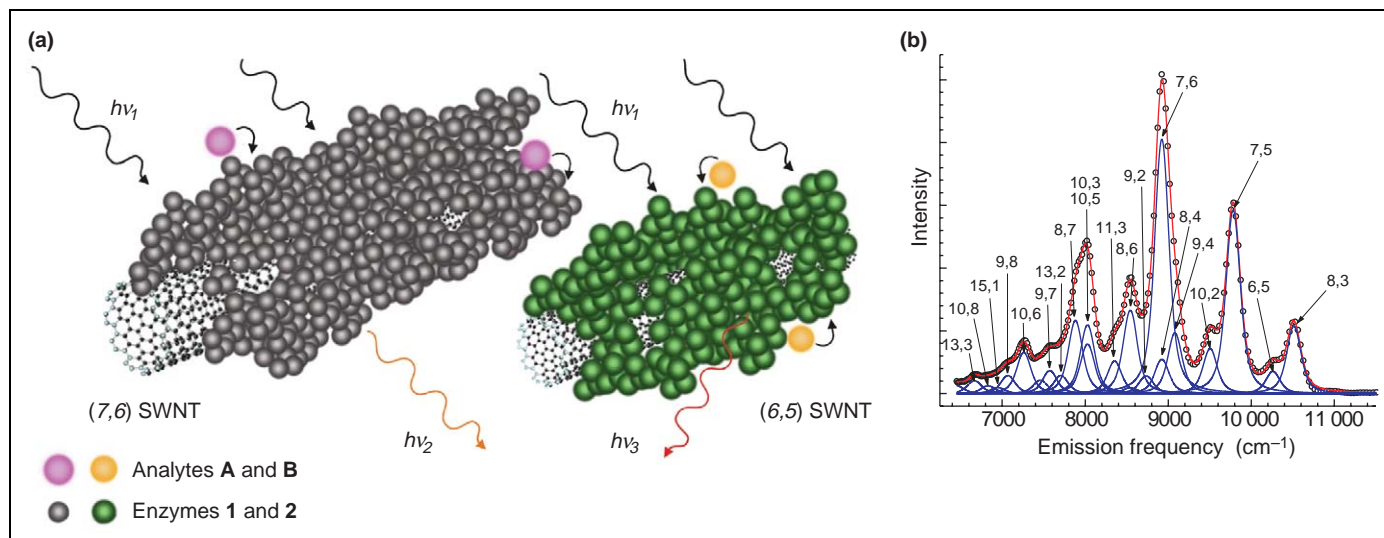 (a)
hν1
hν1
(7,6) SWNT
hν2
hν3
(6,5) SWNT
Analytes A and B
Enzymes 1 and 2
(b)
Intensity
13,3
10,8
15,1
9,8
10,6
9,7
13,2
8,7
10,3
10,5
11,3
8,6
9,2
7,6
8,4
9,4
10,2
7,5
6,5
8,3
7000 8000 9000 10 000 11 000
Emission frequency (cm–1)